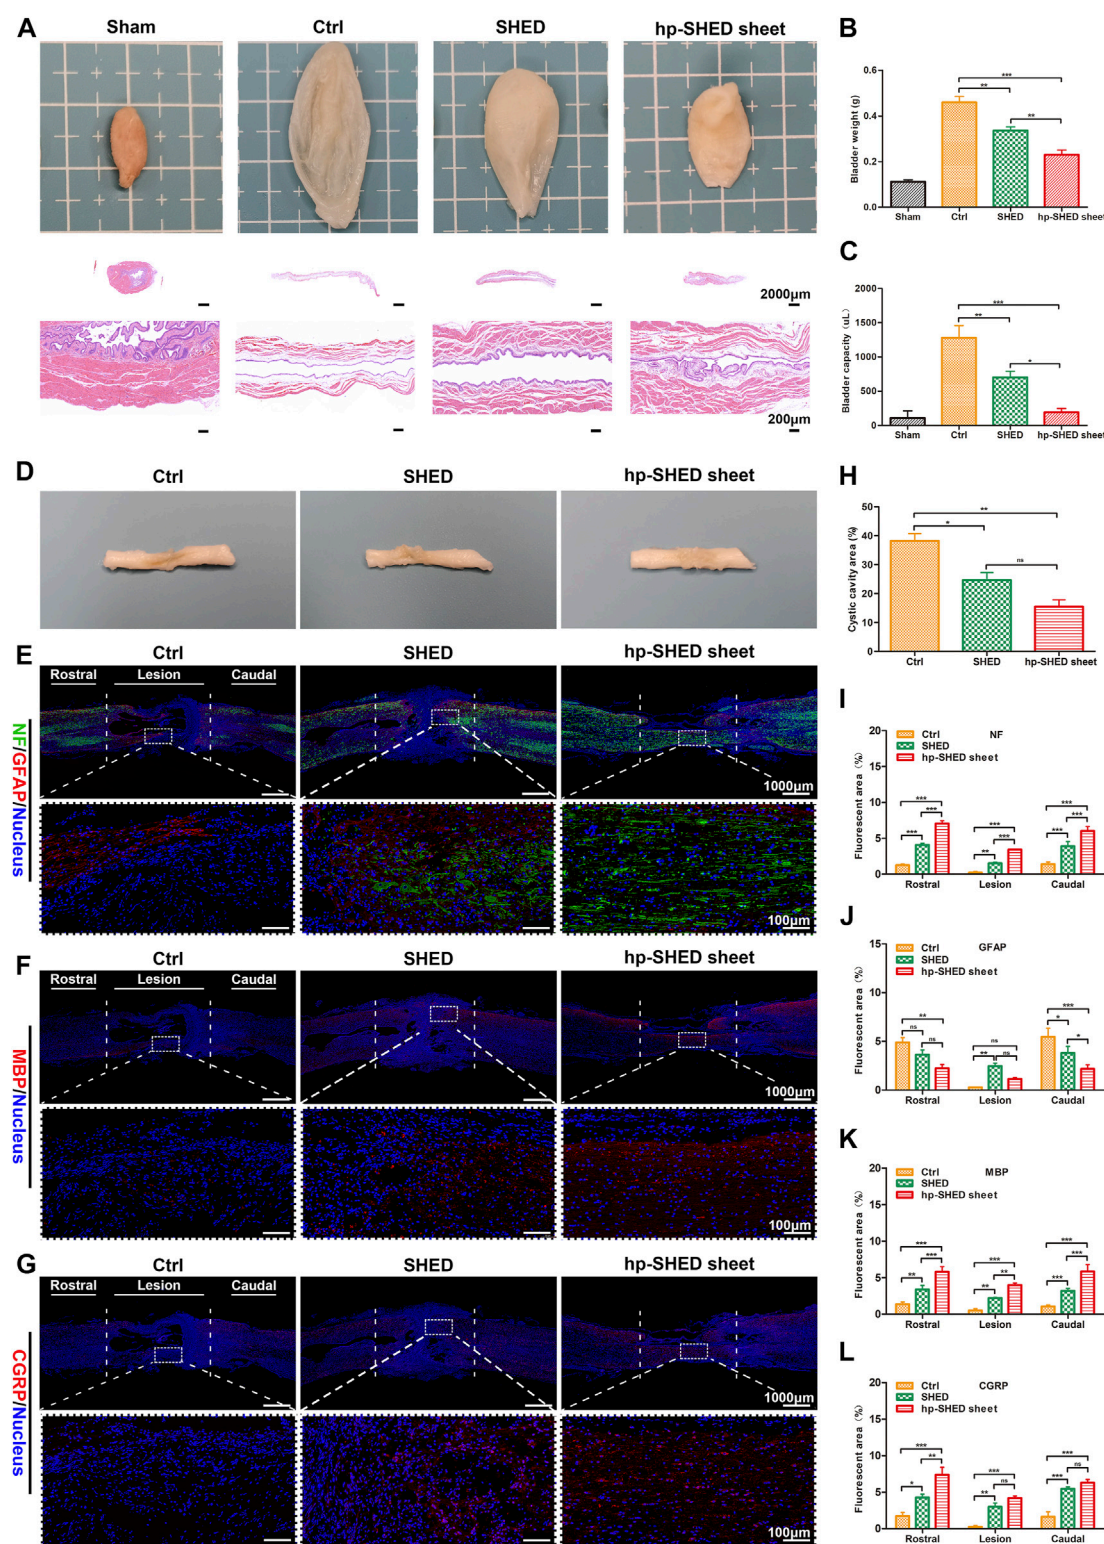 A
Sham
Ctrl
SHED
hp-SHED sheet
2000μm
200μm
B
Bladder weight (g)
0.6
0.4
0.2
0.0
***
**
**
Sham
Ctrl
SHED
hp-SHED sheet
C
Bladder capacity (uL)
2000
1500
1000
500
0
***
**
*
Sham
Ctrl
SHED
hp-SHED sheet
D
Ctrl
SHED
hp-SHED sheet
H
Cystic cavity area (%)
50
40
30
20
10
0
**
*
ns
Ctrl
SHED
hp-SHED sheet
E
Ctrl
SHED
hp-SHED sheet
NF/GFAP/Nucleus
Rostral
Lesion
Caudal
1000μm
100μm
I
Fluorescent area (%)
20
15
10
5
0
Ctrl
NF
SHED
hp-SHED sheet
***
***
***
***
***
**
***
***
***
Rostral
Lesion
Caudal
F
Ctrl
SHED
hp-SHED sheet
MBP/Nucleus
Rostral
Lesion
Caudal
1000μm
100μm
J
Fluorescent area (%)
15
10
5
0
Ctrl
GFAP
SHED
hp-SHED sheet
**
ns
ns
ns
**
ns
***
*
*
Rostral
Lesion
Caudal
K
Fluorescent area (%)
20
15
10
5
0
Ctrl
MBP
SHED
hp-SHED sheet
***
***
**
***
**
**
***
***
***
Rostral
Lesion
Caudal
G
Ctrl
SHED
hp-SHED sheet
CGRP/Nucleus
Rostral
Lesion
Caudal
1000μm
100μm
L
Fluorescent area (%)
20
15
10
5
0
Ctrl
CGRP
SHED
hp-SHED sheet
***
**
*
***
ns
**
***
ns
***
Rostral
Lesion
Caudal